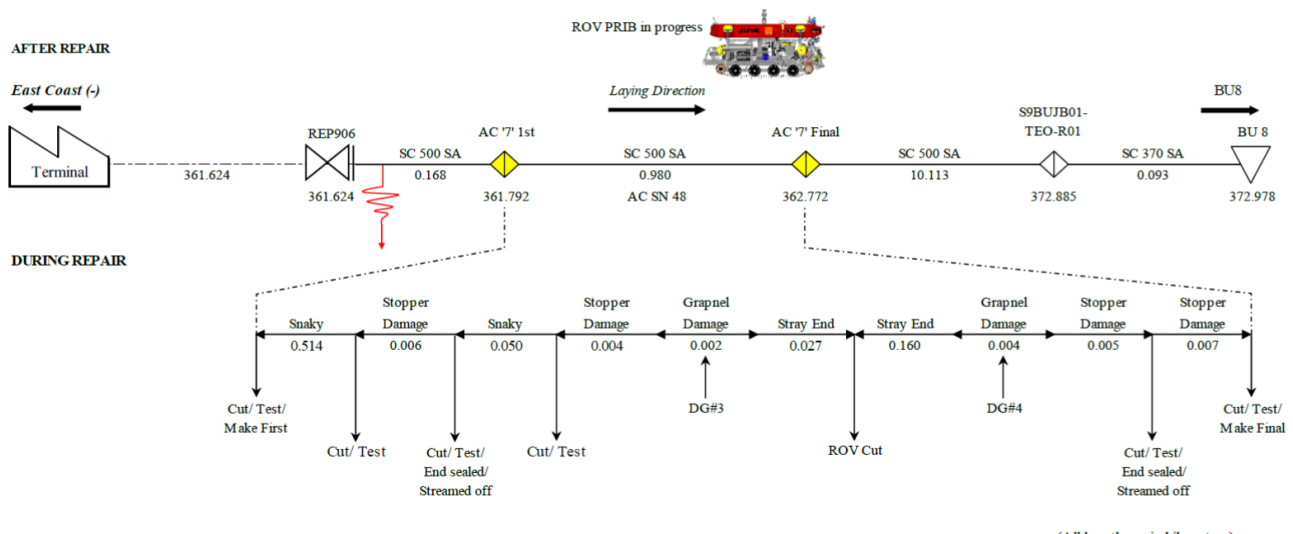 ROV PRIB in progress
AFTER REPAIR
East Coast (-)
Laying Direction
BU8
S9BUJB01-
TEO-R01
REP906
AC '7' 1st
AC '7' Final
BU 8
Terminal
SC 500 SA
SC 500 SA
SC 500 SA
SC 370 SA
361.624
0.168
0.980
10.113
0.093
361.624
361.792
AC SN 48
362.772
372.885
372.978
DURING REPAIR
Snaky
Stopper
Damage
Snaky
Stopper
Damage
Grapnel
Damage
Stray End
Stray End
Grapnel
Damage
Stopper
Damage
Stopper
Damage
0.514
0.006
0.050
0.004
0.002
0.027
0.160
0.004
0.005
0.007
Cut/ Test/
Make First
Cut/ Test
Cut/ Test/
End sealed/
Streamed off
Cut/ Test
DG#3
ROV Cut
DG#4
Cut/ Test/
End sealed/
Streamed off
Cut/ Test/
Make Final